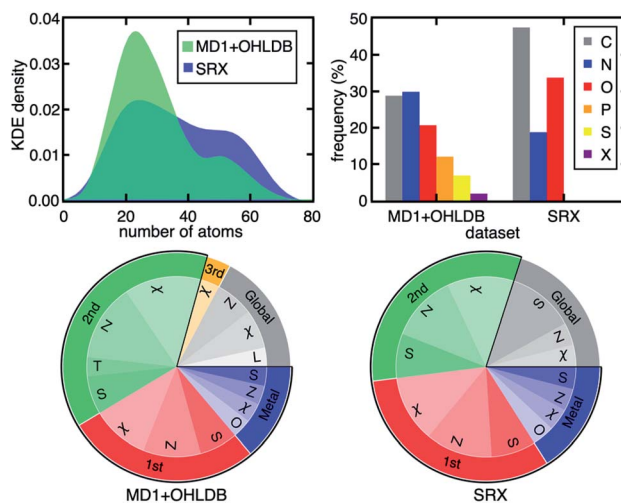 0.04
0.03
0.02
0.01
0.00
KDE density
MD1+OHLDB
SRX
0 20 40 60 80
number of atoms
50
40
30
20
10
0
frequency (%)
C
N
O
P
S
X
MD1+OHLDB SRX
dataset
2nd
3rd
Global
Metal
1st
χ
Z
T
S
χ
Z
S
χ
Z
χ
L
S
Z
χ
O
MD1+OHLDB
2nd
Global
Metal
1st
χ
Z
S
χ
Z
S
S
Z
χ
S
Z
χ
O
SRX